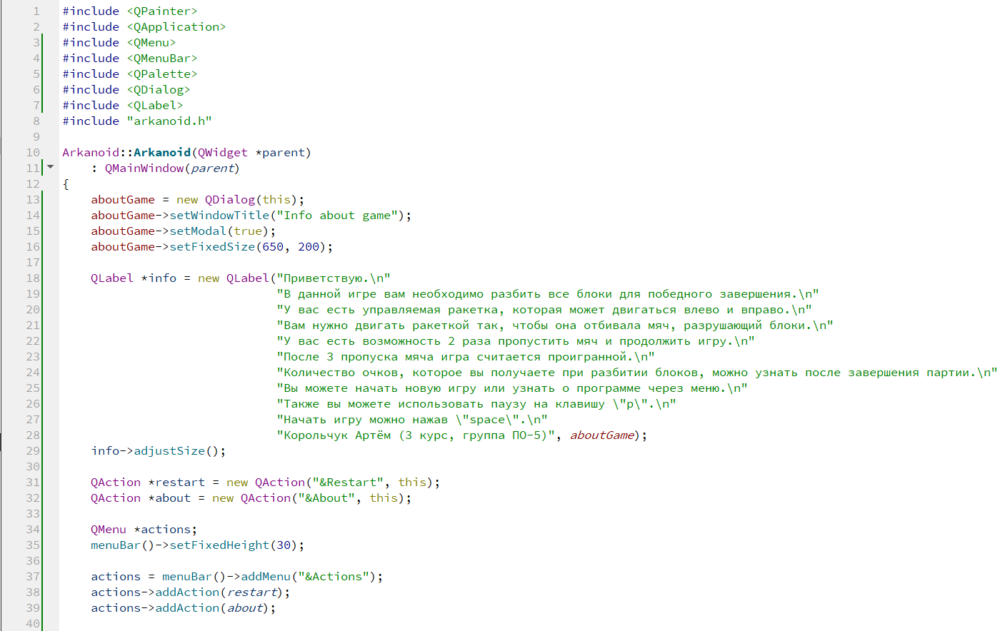 1 #include <QPainter>
2 #include <QApplication>
3 #include <QMenu>
4 #include <QMenuBar>
5 #include <QPalette>
6 #include <QDialog>
7 #include <QLabel>
8 #include "arkanoid.h"
9
10 Arkanoid::Arkanoid(QWidget *parent)
11     : QMainWindow(parent)
12 {
13     aboutGame = new QDialog(this);
14     aboutGame->setWindowTitle("Info about game");
15     aboutGame->setModal(true);
16     aboutGame->setFixedSize(650, 200);
17
18     QLabel *info = new QLabel("Приветствую.\n"
19                               "В данной игре вам необходимо разбить все блоки для победного завершения.\n"
20                               "У вас есть управляемая ракетка, которая может двигаться влево и вправо.\n"
21                               "Вам нужно двигать ракеткой так, чтобы она отбивала мяч, разрушающий блоки.\n"
22                               "У вас есть возможность 2 раза пропустить мяч и продолжить игру.\n"
23                               "После 3 пропуска мяча игра считается проигранной.\n"
24                               "Количество очков, которое вы получаете при разбитии блоков, можно узнать после завершения партии.\n"
25                               "Вы можете начать новую игру или узнать о программе через меню.\n"
26                               "Также вы можете использовать паузу на клавишу \"p\".\n"
27                               "Начать игру можно нажав \"space\".\n"
28                               "Корольчук Артём (3 курс, группа ПО-5)", aboutGame);
29     info->adjustSize();
30
31     QAction *restart = new QAction("&Restart", this);
32     QAction *about = new QAction("&About", this);
33
34     QMenu *actions;
35     menuBar()->setFixedHeight(30);
36
37     actions = menuBar()->addMenu("&Actions");
38     actions->addAction(restart);
39     actions->addAction(about);
40